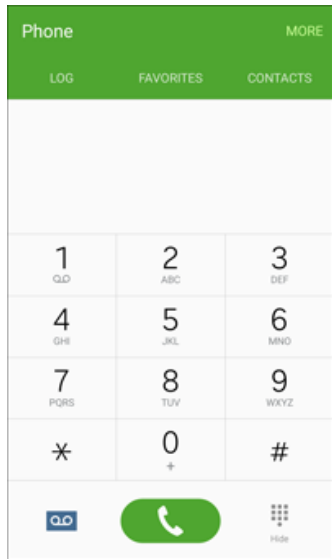 Phone MORE
LOG FAVORITES CONTACTS
1 2 3
ABC DEF
4 5 6
GHI JKL MNO
7 8 9
PQRS TUV WXYZ
* 0 #
+
Hide